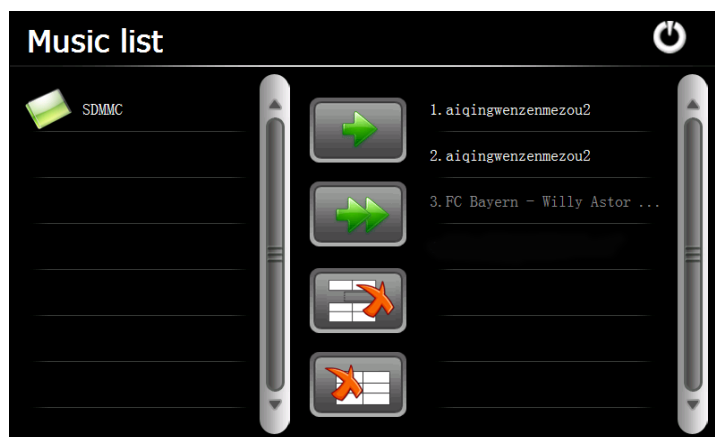 Music list
SDMMC
1.aiqingwenzenmezou2
2.aiqingwenzenmezou2
3.FC Bayern - Willy Astor ...